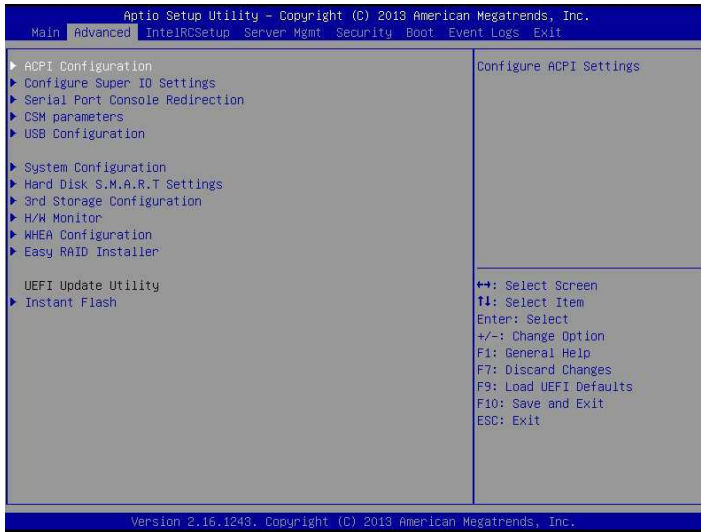 Aptio Setup Utility – Copyright (C) 2013 American Megatrends, Inc.
Main Advanced IntelRCSetup Server Mgmt Security Boot Event Logs Exit
ACPI Configuration
Configure Super IO Settings
Serial Port Console Redirection
CSM parameters
USB Configuration
System Configuration
Hard Disk S.M.A.R.T Settings
3rd Storage Configuration
H/W Monitor
WHEA Configuration
Easy RAID Installer
UEFI Update Utility
Instant Flash
Configure ACPI Settings
↔: Select Screen
↑↓: Select Item
Enter: Select
+/-: Change Option
F1: General Help
F7: Discard Changes
F9: Load UEFI Defaults
F10: Save and Exit
ESC: Exit
Version 2.16.1243. Copyright (C) 2013 American Megatrends, Inc.